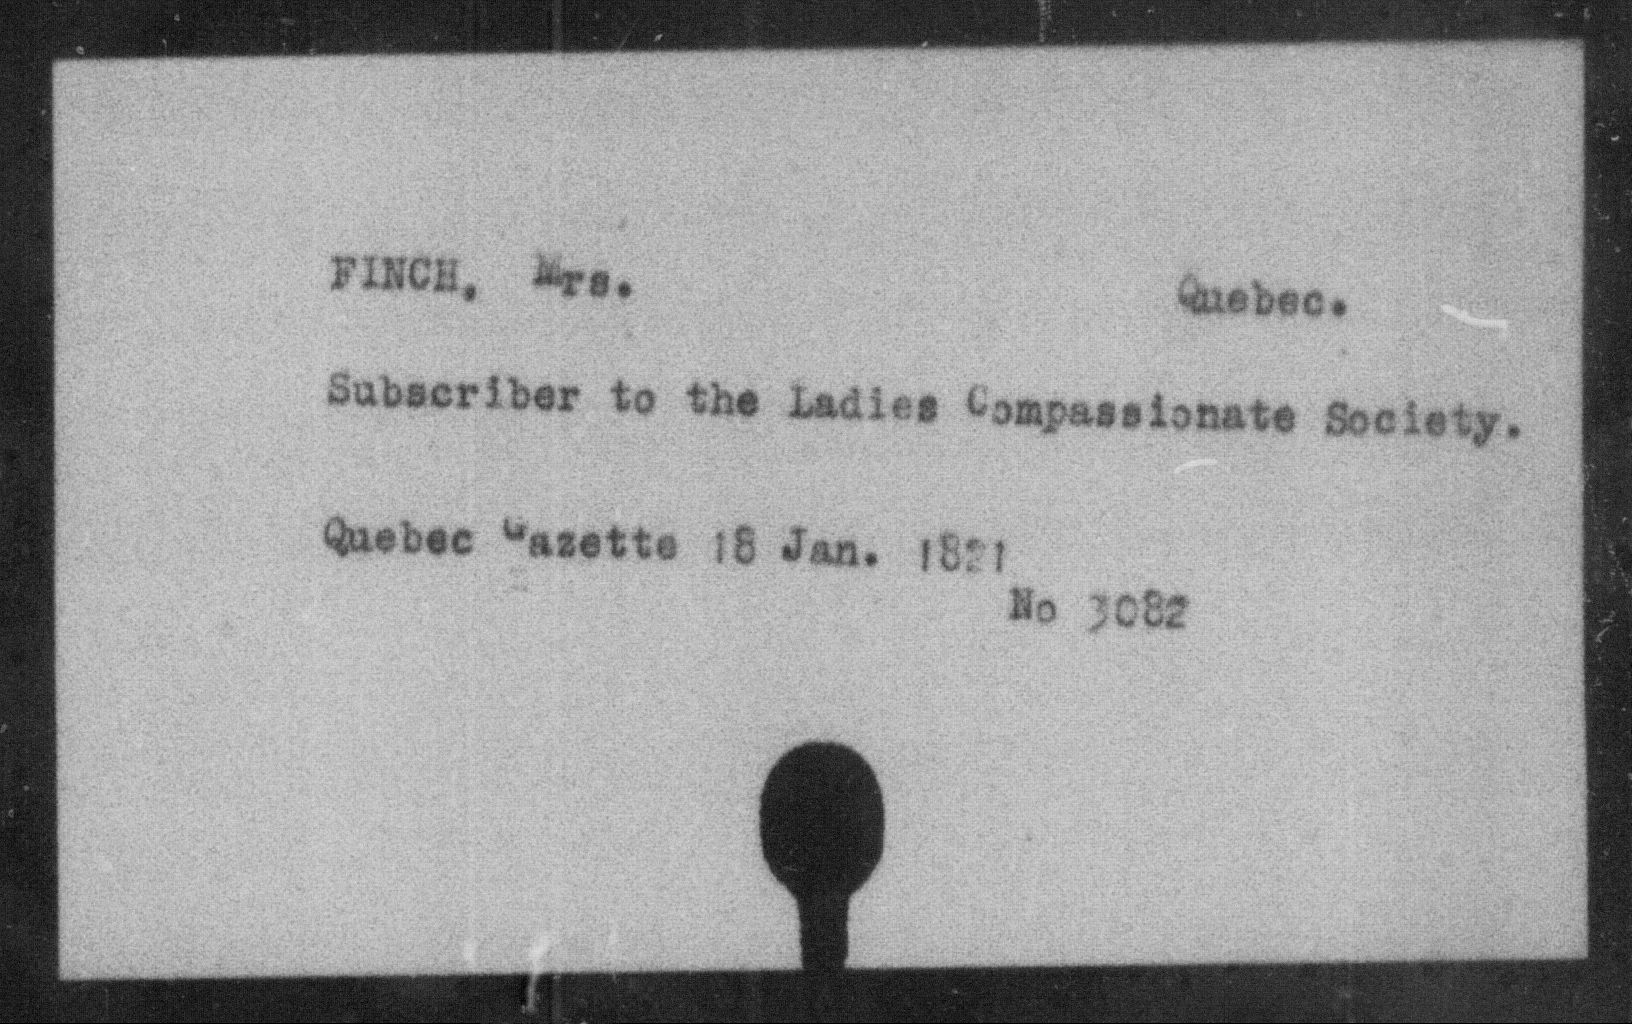 FINCH, Mrs. Quebec.
Subscriber to the Ladies Compassionate Society.
Quebec Gazette 18 Jan. 1821
No 3082